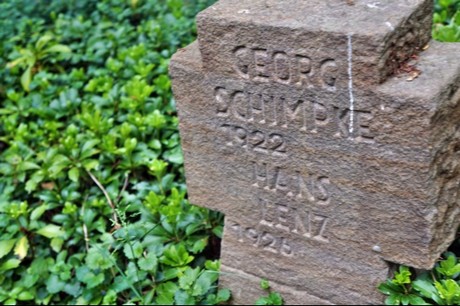 GEORG
SCHIMPKE
1922
HANS
LENZ
1926